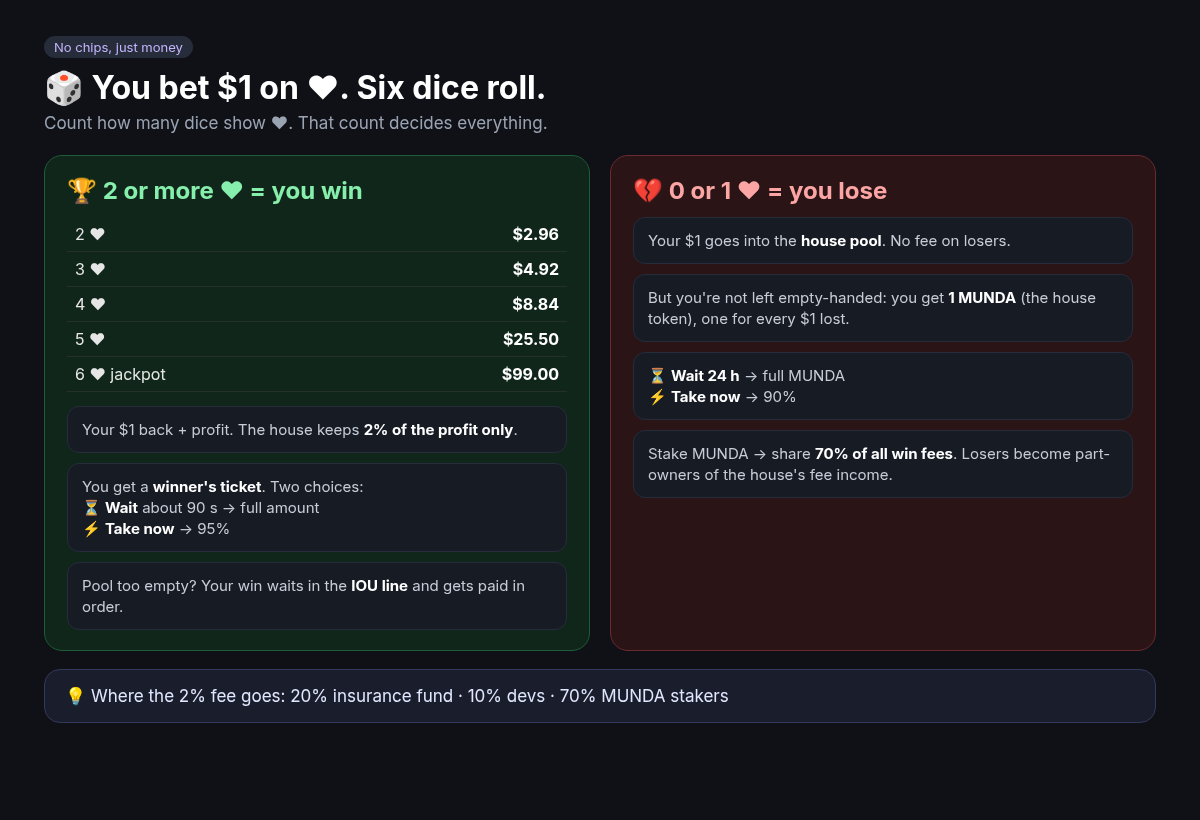 No chips, just money
🎲 You bet $1 on ♥. Six dice roll.
Count how many dice show ♥. That count decides everything.
🏆 2 or more ♥ = you win
2 ♥ $2.96
3 ♥ $4.92
4 ♥ $8.84
5 ♥ $25.50
6 ♥ jackpot $99.00
Your $1 back + profit. The house keeps 2% of the profit only.
You get a winner's ticket. Two choices:
⏳ Wait about 90 s → full amount
⚡ Take now → 95%
Pool too empty? Your win waits in the IOU line and gets paid in
order.
💔 0 or 1 ♥ = you lose
Your $1 goes into the house pool. No fee on losers.
But you're not left empty-handed: you get 1 MUNDA (the house
token), one for every $1 lost.
⏳ Wait 24 h → full MUNDA
⚡ Take now → 90%
Stake MUNDA → share 70% of all win fees. Losers become part-
owners of the house's fee income.
💡 Where the 2% fee goes: 20% insurance fund · 10% devs · 70% MUNDA stakers